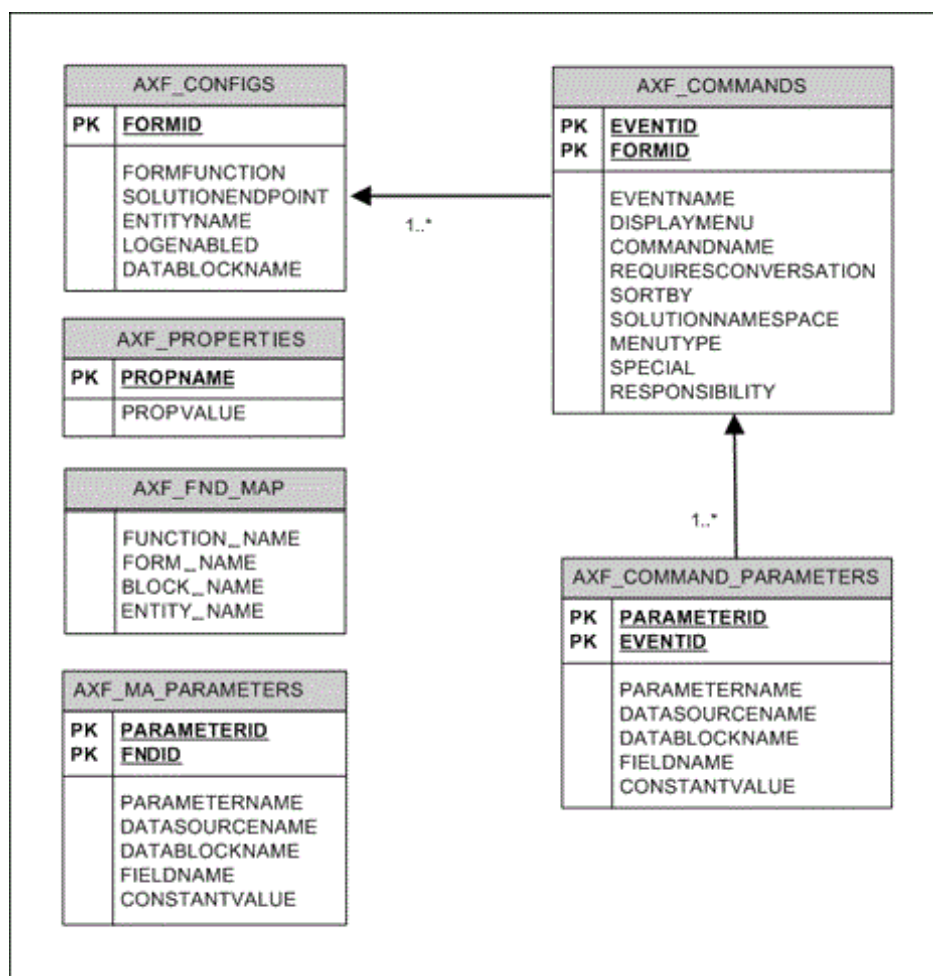 AXF_CONFIGS
PK FORMID
FORMFUNCTION
SOLUTIONENDPOINT
ENTITYNAME
LOGENABLED
DATABLOCKNAME
AXF_COMMANDS
PK EVENTID
PK FORMID
EVENTNAME
DISPLAYMENU
COMMANDNAME
REQUIRESCONVERSATION
SORTBY
SOLUTIONNAMESPACE
MENUTYPE
SPECIAL
RESPONSIBILITY
1..*
AXF_PROPERTIES
PK PROPNAME
PROPVALUE
AXF_FND_MAP
FUNCTION_NAME
FORM_NAME
BLOCK_NAME
ENTITY_NAME
1..*
AXF_COMMAND_PARAMETERS
PK PARAMETERID
PK EVENTID
PARAMETERNAME
DATASOURCENAME
DATABLOCKNAME
FIELDNAME
CONSTANTVALUE
AXF_MA_PARAMETERS
PK PARAMETERID
PK FNDID
PARAMETERNAME
DATASOURCENAME
DATABLOCKNAME
FIELDNAME
CONSTANTVALUE